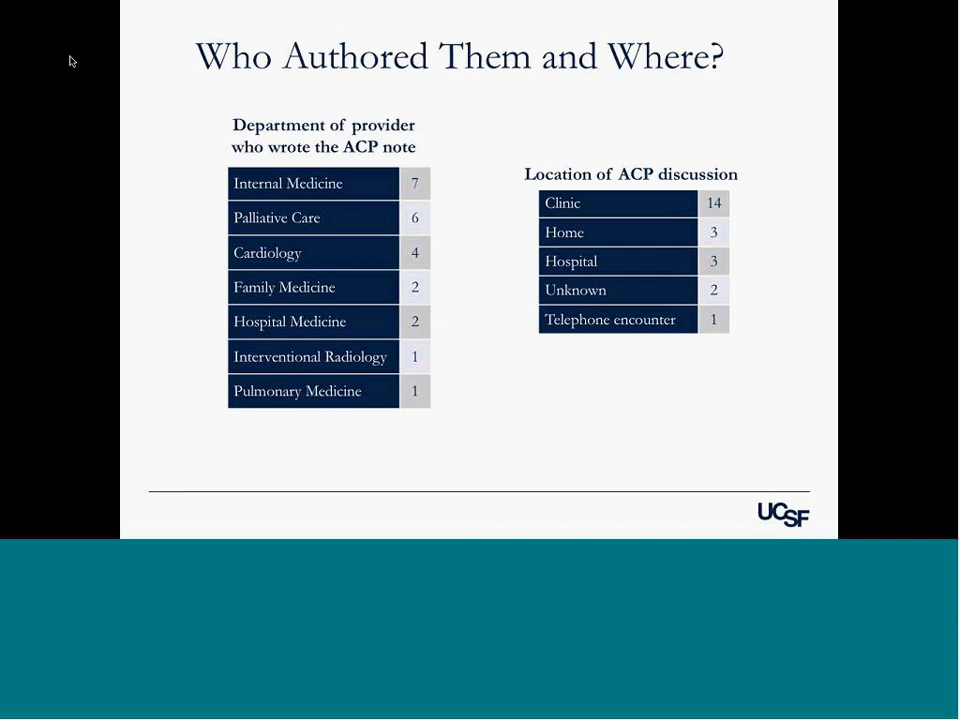 Who Authored Them and Where?
Department of provider
who wrote the ACP note
Internal Medicine 7
Palliative Care 6
Cardiology 4
Family Medicine 2
Hospital Medicine 2
Interventional Radiology 1
Pulmonary Medicine 1
Location of ACP discussion
Clinic 14
Home 3
Hospital 3
Unknown 2
Telephone encounter 1
UCSF